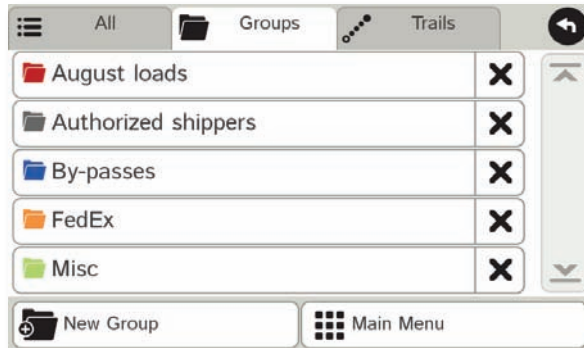 All
Groups
Trails
August loads
Authorized shippers
By-passes
FedEx
Misc
New Group
Main Menu